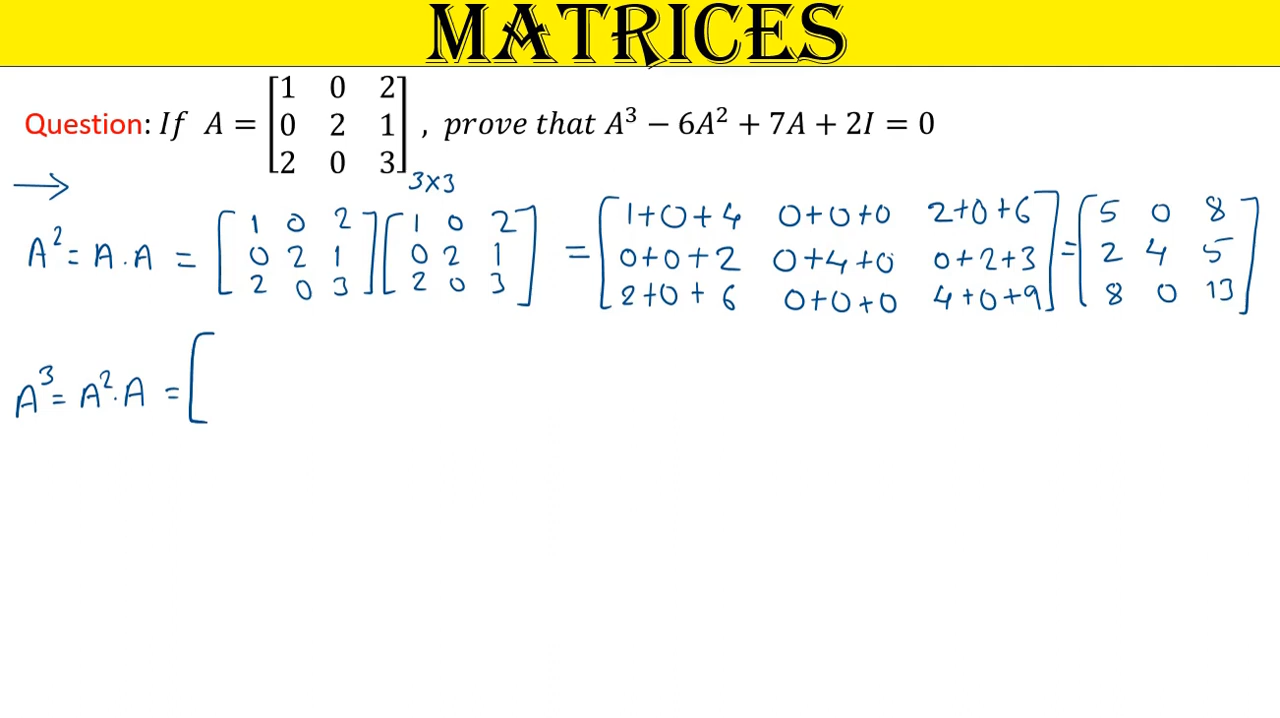 MATRICES
Question: If A = [1 0 2; 0 2 1; 2 0 3] , prove that A³ − 6A² + 7A + 2I = 0
3×3
A² = A . A = [1 0 2; 0 2 1; 2 0 3] [1 0 2; 0 2 1; 2 0 3] = [1+0+4 0+0+0 2+0+6; 0+0+2 0+4+0 0+2+3; 2+0+6 0+0+0 4+0+9] = [5 0 8; 2 4 5; 8 0 13]
A³ = A² . A = [